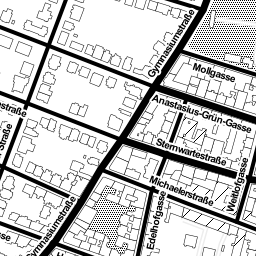 Gymnasiumstraße
Mollgasse
Anastasius-Grün-Gasse
Sternwartestraße
Michaelerstraße
Weitlofgasse
Edelhofgasse
Gymnasiumstraße